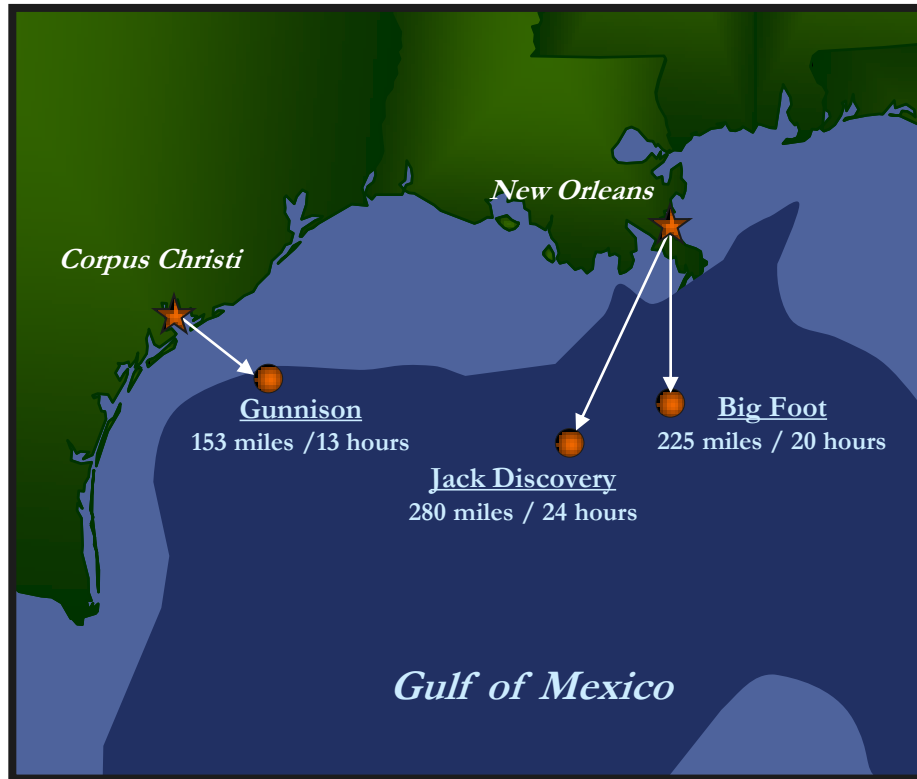 New Orleans
Corpus Christi
Gunnison
153 miles /13 hours
Big Foot
225 miles / 20 hours
Jack Discovery
280 miles / 24 hours
Gulf of Mexico